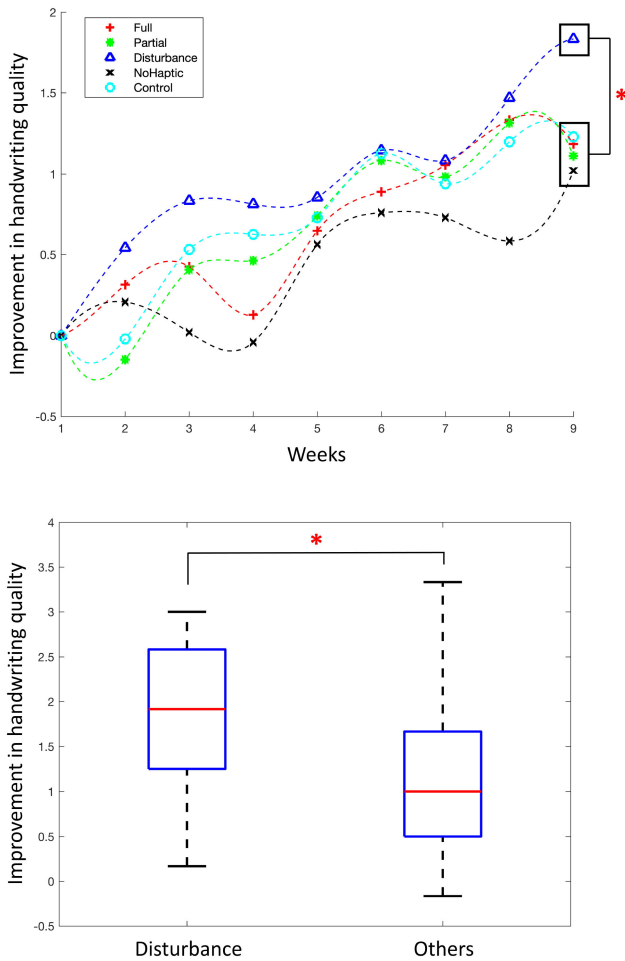 Improvement in handwriting quality
2
1.5
1
0.5
0
-0.5
Full
Partial
Disturbance
NoHaptic
Control
*
1 2 3 4 5 6 7 8 9
Weeks
Improvement in handwriting quality
4
3.5
3
2.5
2
1.5
1
0.5
0
-0.5
*
Disturbance Others